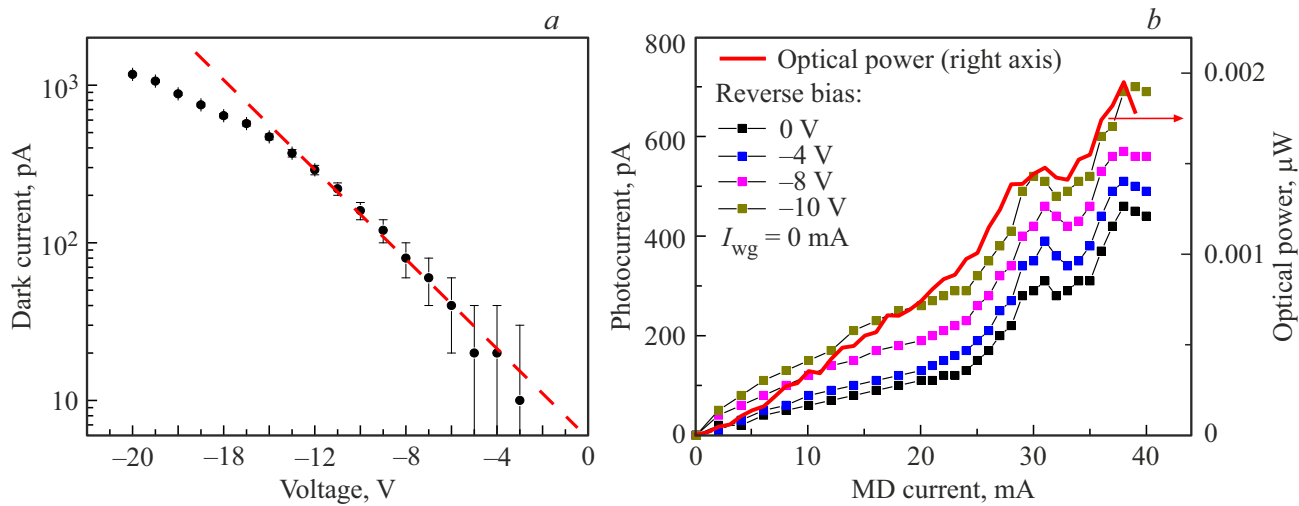 a
10³
10²
10
Dark current, pA
–20
–16
–12
–8
–4
0
Voltage, V
b
800
600
400
200
0
Photocurrent, pA
Optical power (right axis)
Reverse bias:
0 V
–4 V
–8 V
–10 V
I_wg = 0 mA
0
10
20
30
40
MD current, mA
0.002
0.001
0
Optical power, µW